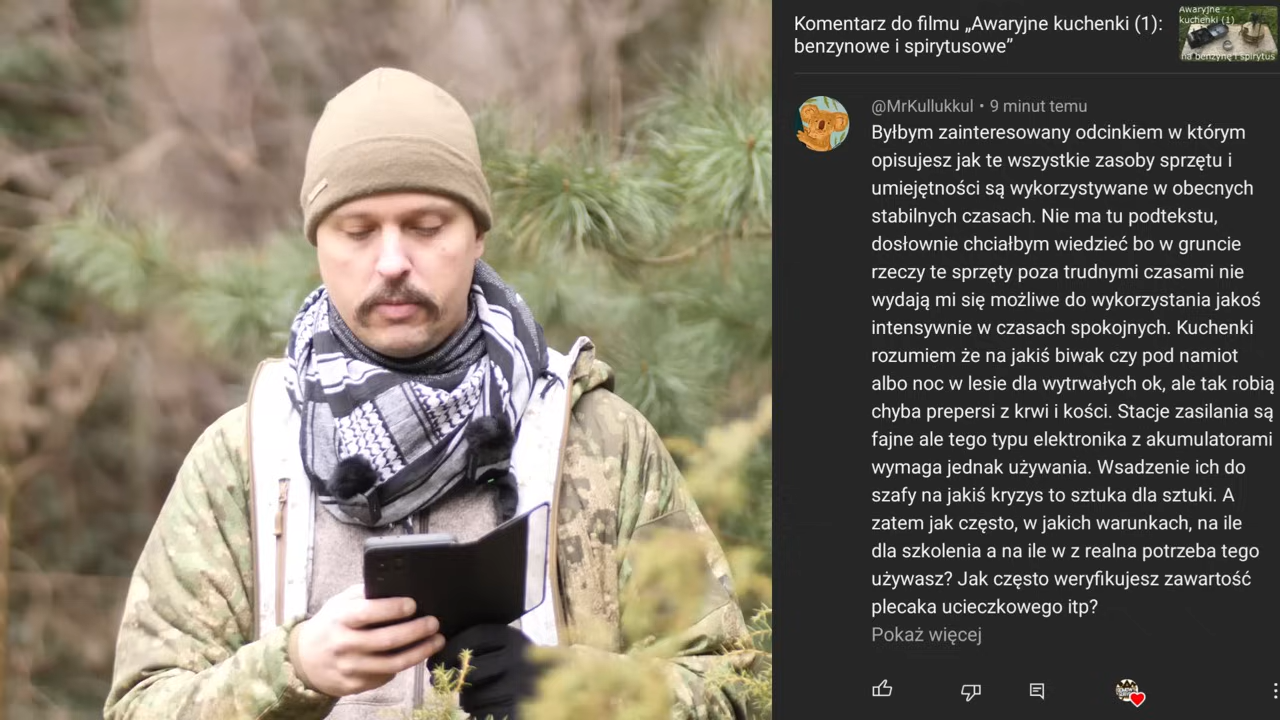 Komentarz do filmu „Awaryjne kuchenki (1):
benzynowe i spirytusowe”
Awaryjne
kuchenki (1)
na benzynę i spirytus
@MrKullukkul • 9 minut temu
Byłbym zainteresowany odcinkiem w którym
opisujesz jak te wszystkie zasoby sprzętu i
umiejętności są wykorzystywane w obecnych
stabilnych czasach. Nie ma tu podtekstu,
dosłownie chciałbym wiedzieć bo w gruncie
rzeczy te sprzęty poza trudnymi czasami nie
wydają mi się możliwe do wykorzystania jakoś
intensywnie w czasach spokojnych. Kuchenki
rozumiem że na jakiś biwak czy pod namiot
albo noc w lesie dla wytrwałych ok, ale tak robią
chyba prepersi z krwi i kości. Stacje zasilania są
fajne ale tego typu elektronika z akumulatorami
wymaga jednak używania. Wsadzenie ich do
szafy na jakiś kryzys to sztuka dla sztuki. A
zatem jak często, w jakich warunkach, na ile
dla szkolenia a na ile w z realna potrzeba tego
używasz? Jak często weryfikujesz zawartość
plecaka ucieczkowego itp?
Pokaż więcej